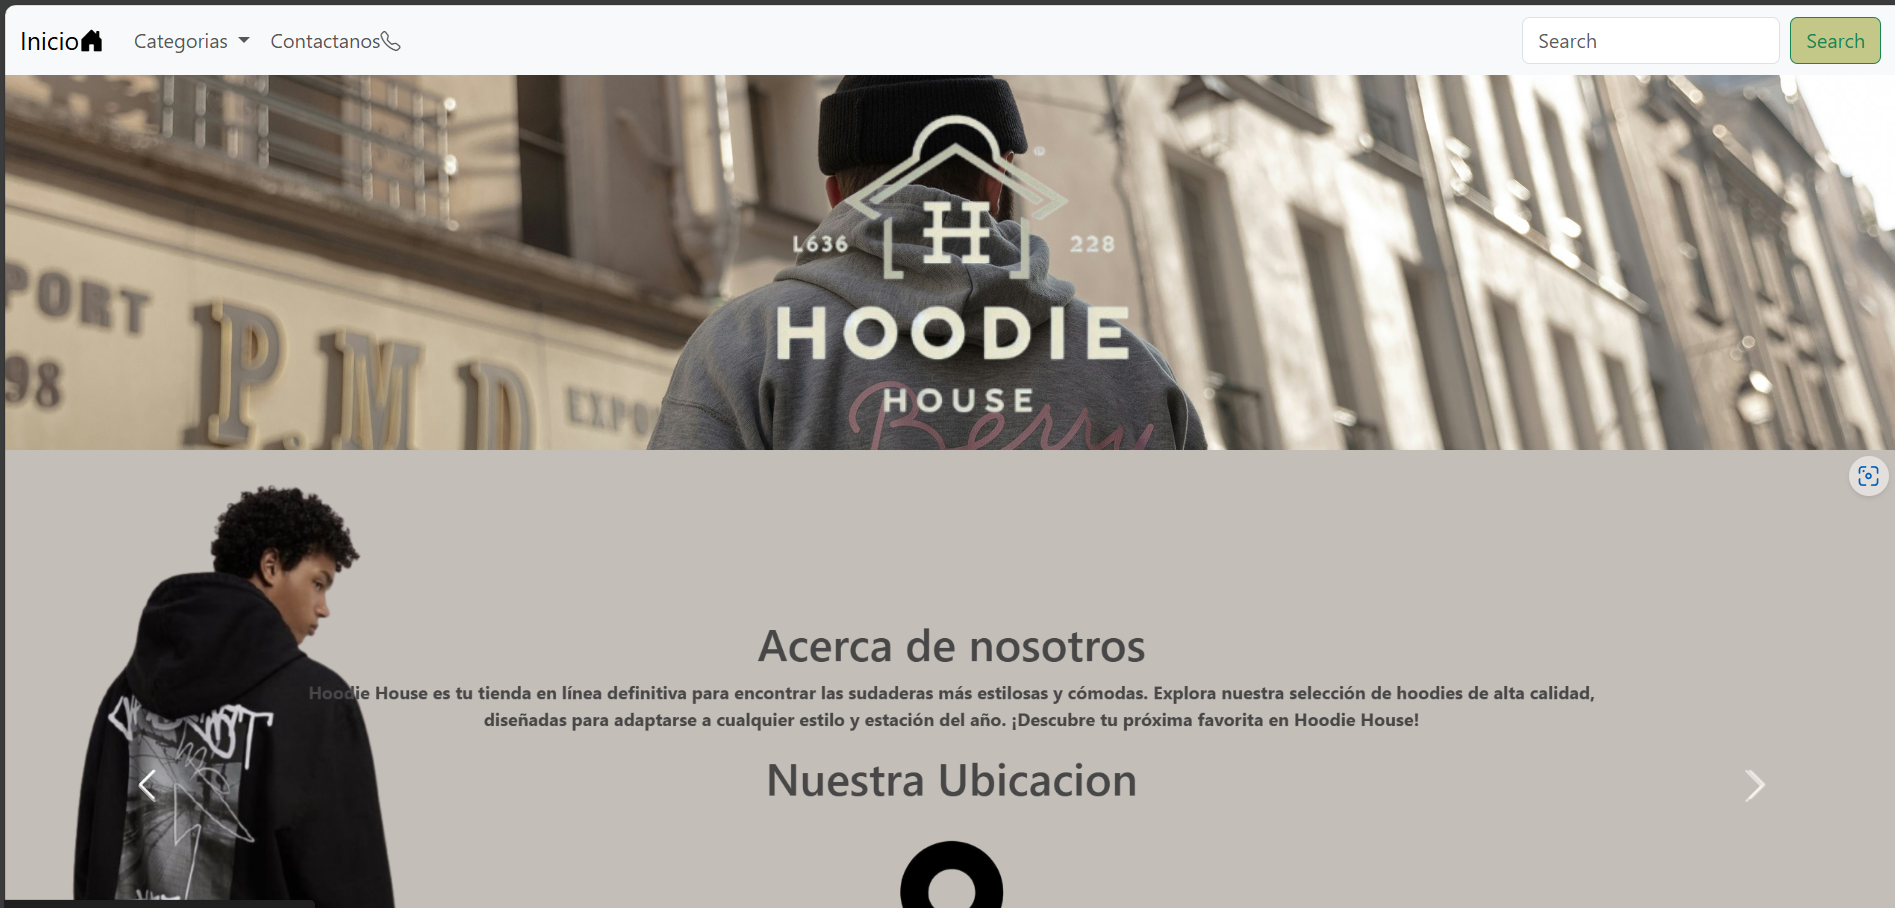 Inicio
Categorias
Contactanos
Search
Search
L636
228
H
HOODIE
HOUSE
Berry
PORT
98
PMD
EXPO
Acerca de nosotros
Hoodie House es tu tienda en línea definitiva para encontrar las sudaderas más estilosas y cómodas. Explora nuestra selección de hoodies de alta calidad,
diseñadas para adaptarse a cualquier estilo y estación del año. ¡Descubre tu próxima favorita en Hoodie House!
Nuestra Ubicacion